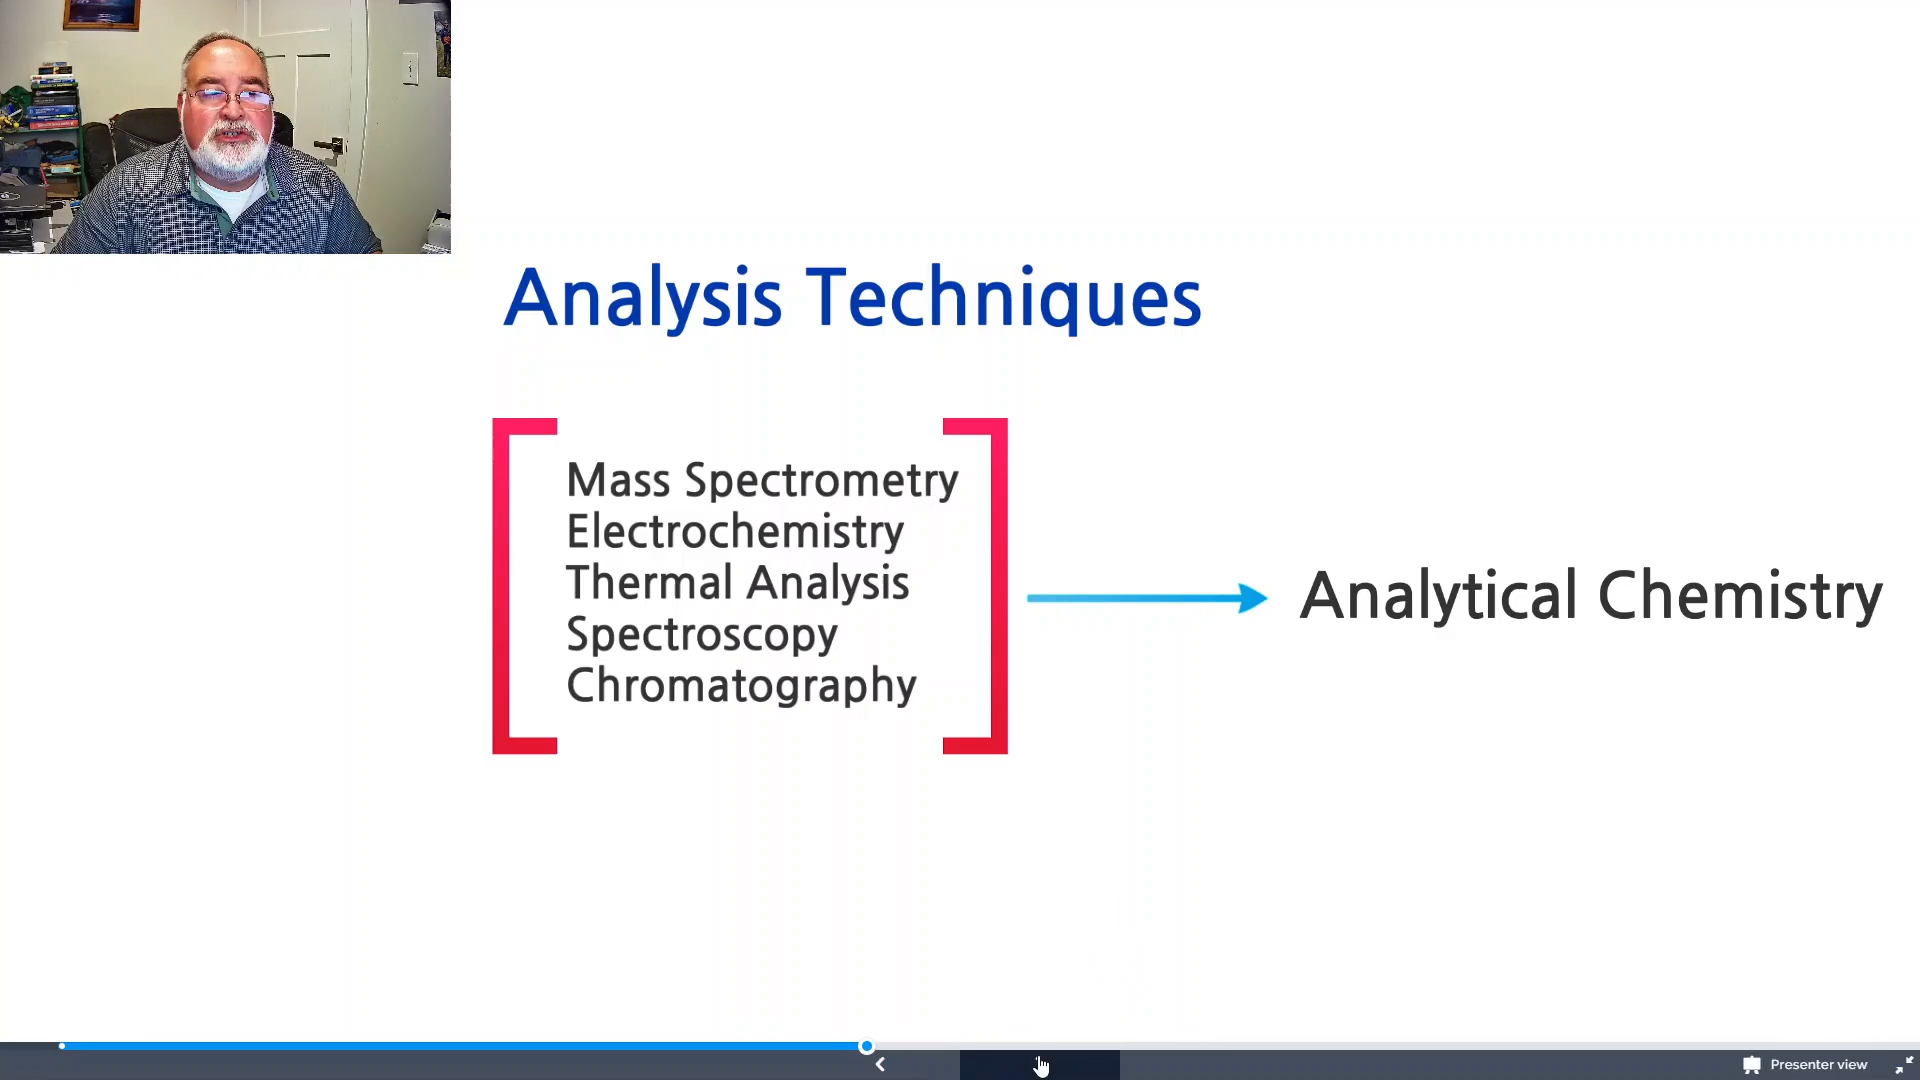 Analysis Techniques
Mass Spectrometry
Electrochemistry
Thermal Analysis
Spectroscopy
Chromatography
Analytical Chemistry
Presenter view